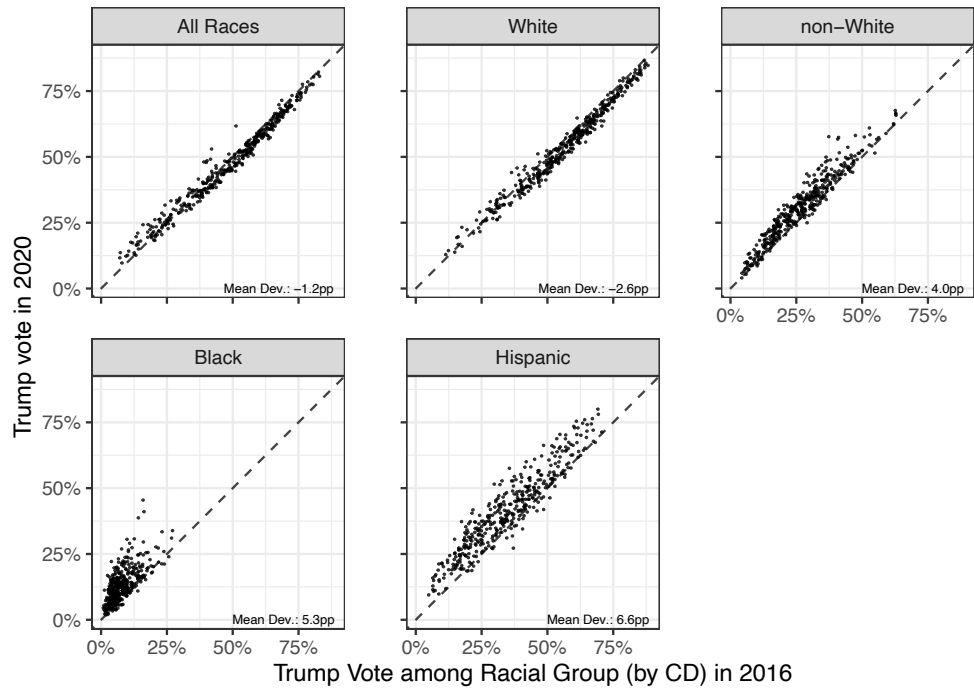 All Races
White
non−White
75%
50%
25%
0%
Mean Dev.: −1.2pp
Mean Dev.: −2.6pp
Mean Dev.: 4.0pp
0%
25%
50%
75%
Trump vote in 2020
Black
Hispanic
75%
50%
25%
0%
Mean Dev.: 5.3pp
Mean Dev.: 6.6pp
0%
25%
50%
75%
0%
25%
50%
75%
Trump Vote among Racial Group (by CD) in 2016